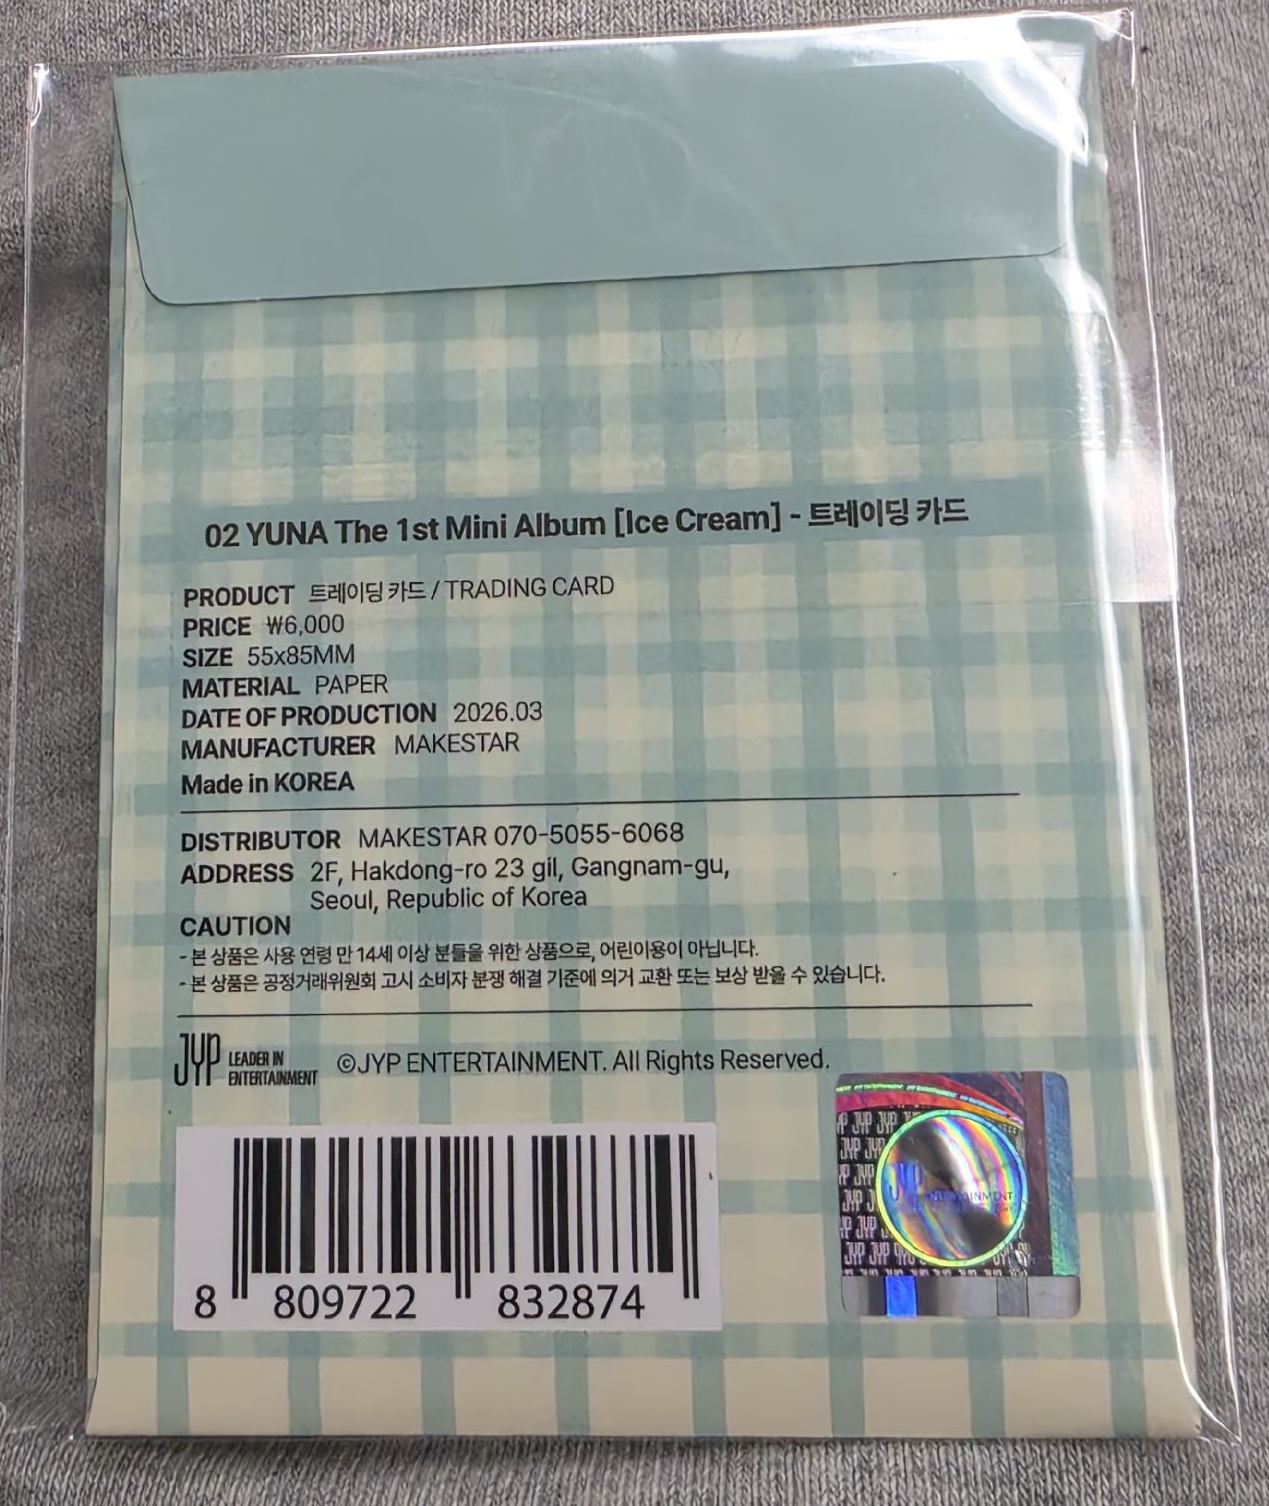 02 YUNA The 1st Mini Album [Ice Cream] - 트레이딩 카드
PRODUCT 트레이딩 카드 / TRADING CARD
PRICE ₩6,000
SIZE 55x85MM
MATERIAL PAPER
DATE OF PRODUCTION 2026.03
MANUFACTURER MAKESTAR
Made in KOREA
DISTRIBUTOR MAKESTAR 070-5055-6068
ADDRESS 2F, Hakdong-ro 23 gil, Gangnam-gu,
Seoul, Republic of Korea
CAUTION
- 본 상품은 사용 연령 만 14세 이상 분들을 위한 상품으로, 어린이용이 아닙니다.
- 본 상품은 공정거래위원회 고시 소비자 분쟁 해결 기준에 의거 교환 또는 보상 받을 수 있습니다.
JYP LEADER IN
ENTERTAINMENT
©JYP ENTERTAINMENT. All Rights Reserved.
8 809722 832874
JYP